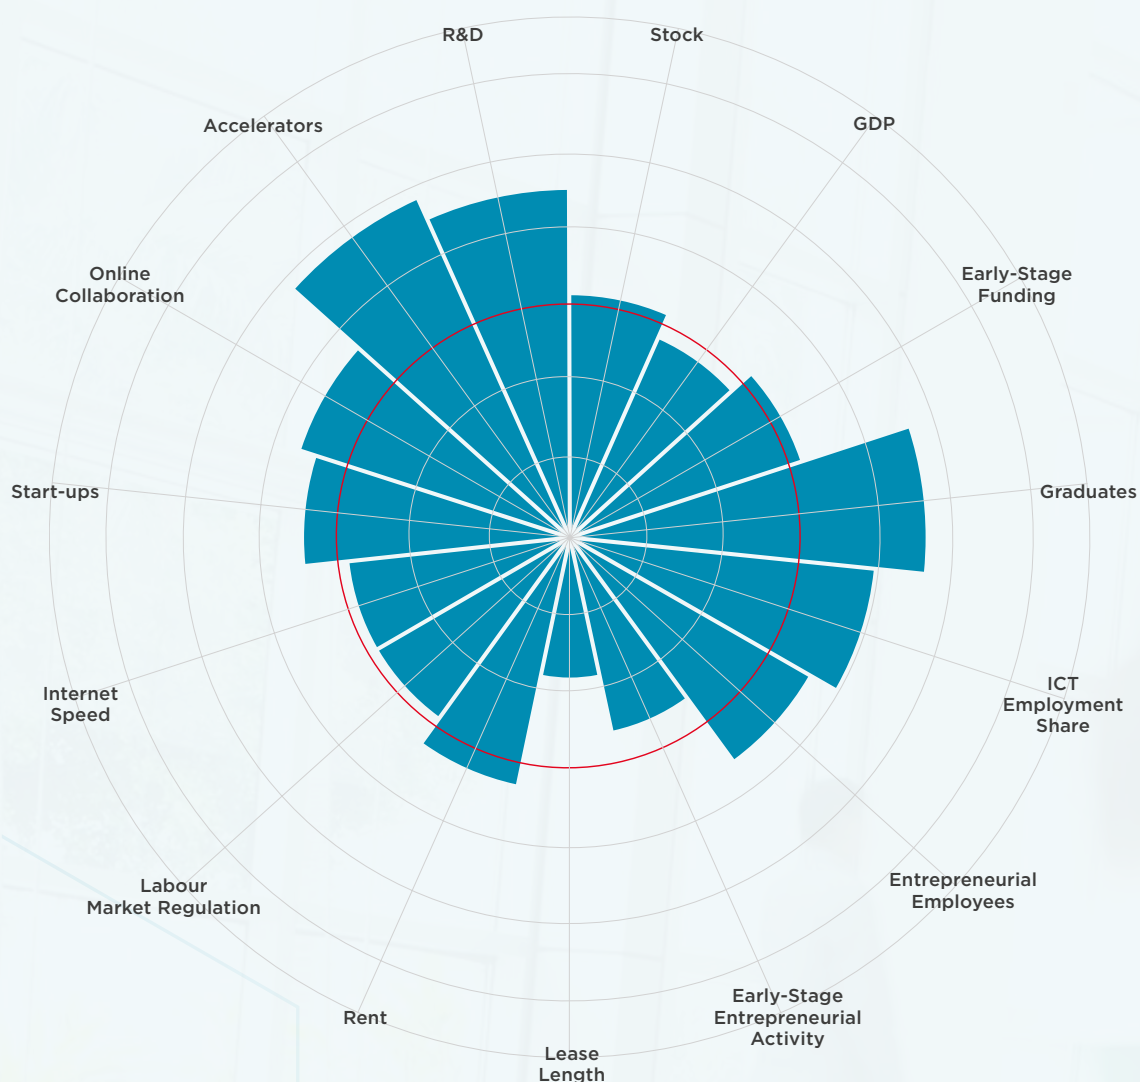 R&D
Stock
Accelerators
GDP
Online
Collaboration
Early-Stage
Funding
Start-ups
Graduates
Internet
Speed
ICT
Employment
Share
Labour
Market Regulation
Entrepreneurial
Employees
Rent
Early-Stage
Entrepreneurial
Activity
Lease
Length